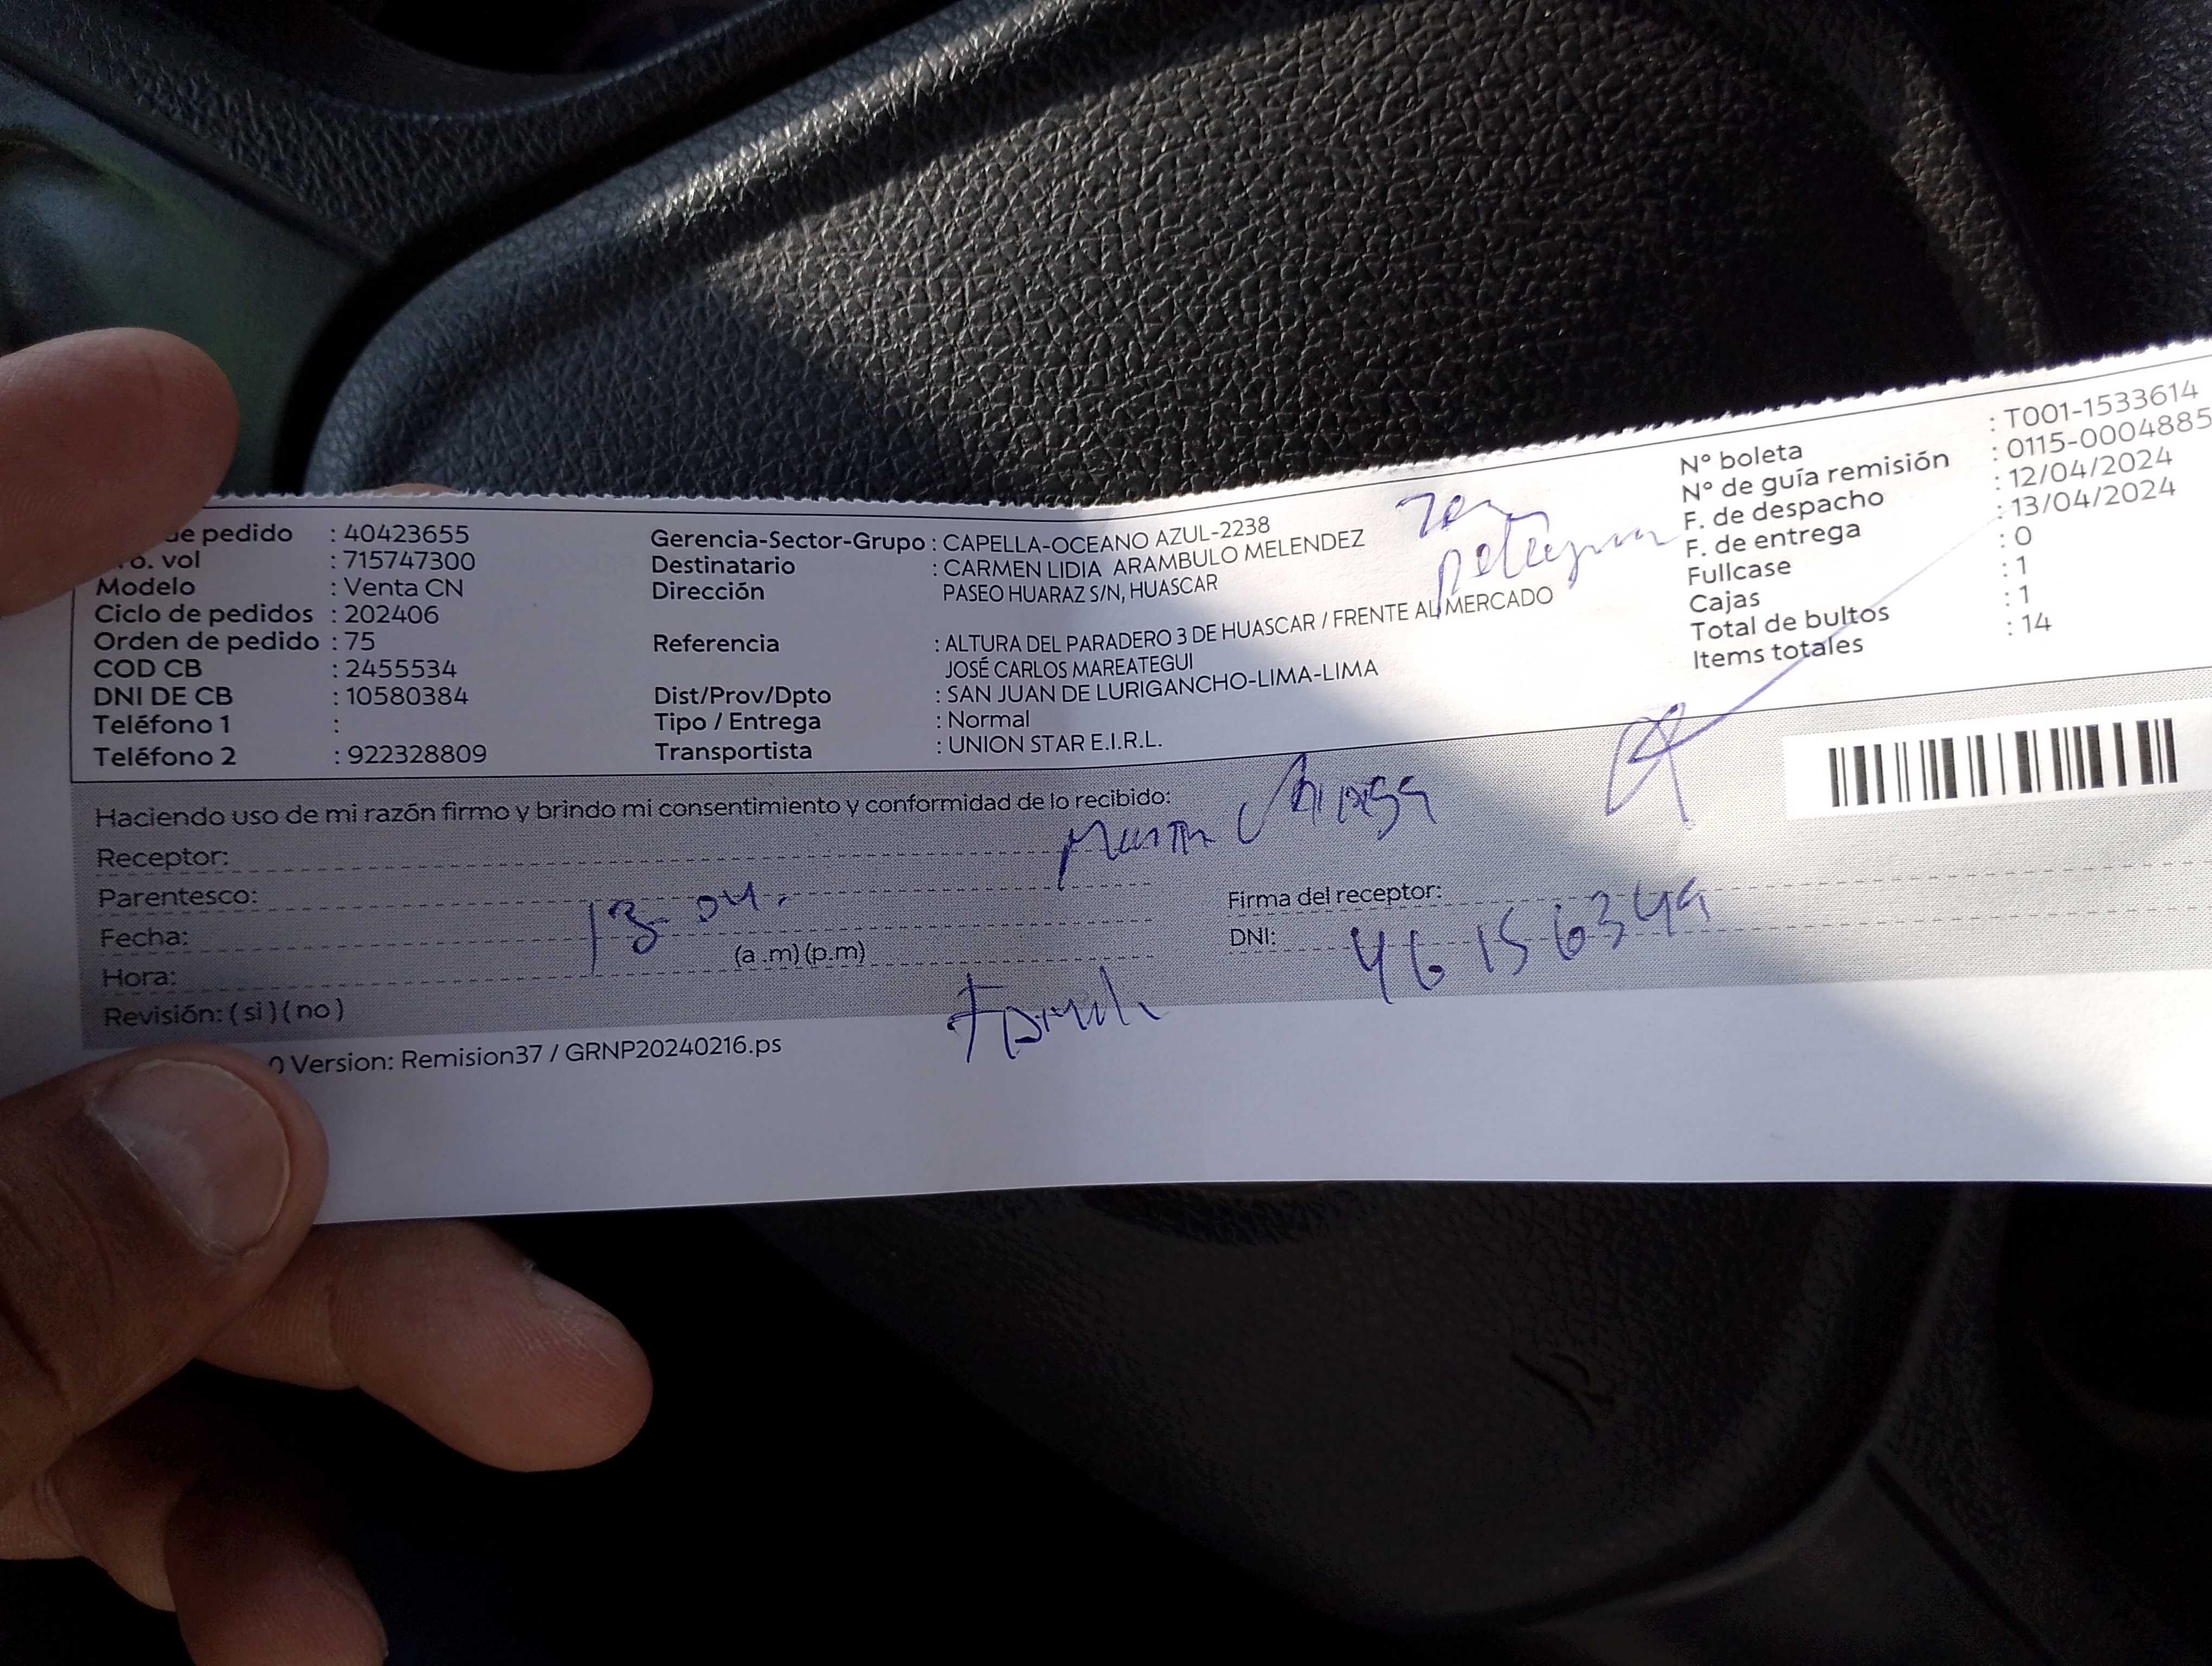 de pedido : 40423655
o. vol : 715747300
Modelo : Venta CN
Ciclo de pedidos : 202406
Orden de pedido : 75
COD CB : 2455534
DNI DE CB : 10580384
Teléfono 1 :
Teléfono 2 : 922328809
Gerencia-Sector-Grupo : CAPELLA-OCEANO AZUL-2238
Destinatario : CARMEN LIDIA ARAMBULO MELENDEZ
Dirección PASEO HUARAZ S/N, HUASCAR
Referencia : ALTURA DEL PARADERO 3 DE HUASCAR / FRENTE AL MERCADO
JOSÉ CARLOS MAREATEGUI
Dist/Prov/Dpto : SAN JUAN DE LURIGANCHO-LIMA-LIMA
Tipo / Entrega : Normal
Transportista : UNION STAR E.I.R.L.
N° boleta : T001-1533614
N° de guía remisión : 0115-0004885
F. de despacho : 12/04/2024
F. de entrega : 13/04/2024
Fullcase : 0
Cajas : 1
Total de bultos : 1
Items totales : 14
Haciendo uso de mi razón firmo y brindo mi consentimiento y conformidad de lo recibido:
Receptor:
Parentesco:
Fecha: 13-04.
Hora: (a .m) (p.m)
Revisión: ( si ) ( no )
Firma del receptor:
DNI: 46156349
Version: Remision37 / GRNP20240216.ps